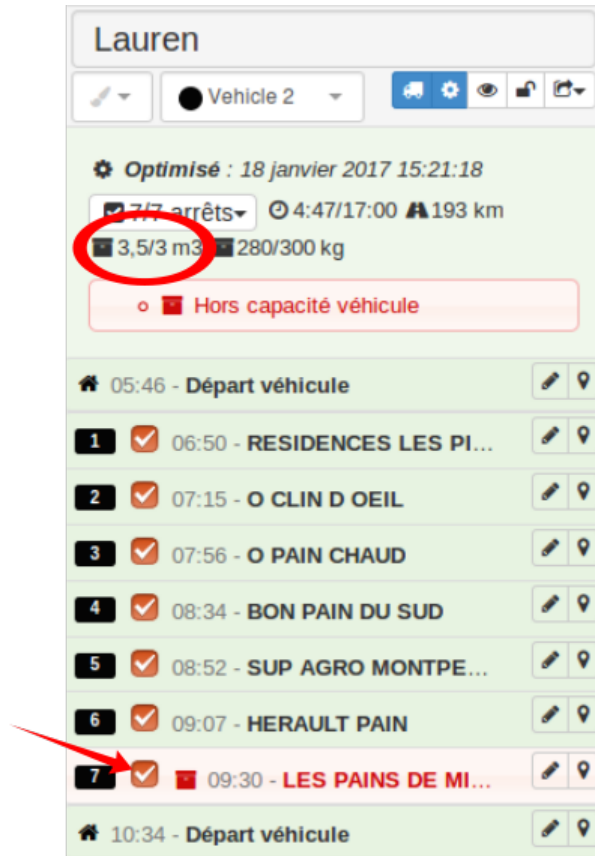 Lauren
Vehicle 2
Optimisé : 18 janvier 2017 15:21:18
7/7 arrêts 4:47/17:00 193 km
3,5/3 m3 280/300 kg
Hors capacité véhicule
05:46 - Départ véhicule
1 06:50 - RESIDENCES LES PI...
2 07:15 - O CLIN D OEIL
3 07:56 - O PAIN CHAUD
4 08:34 - BON PAIN DU SUD
5 08:52 - SUP AGRO MONTPE...
6 09:07 - HERAULT PAIN
7 09:30 - LES PAINS DE MI...
10:34 - Départ véhicule